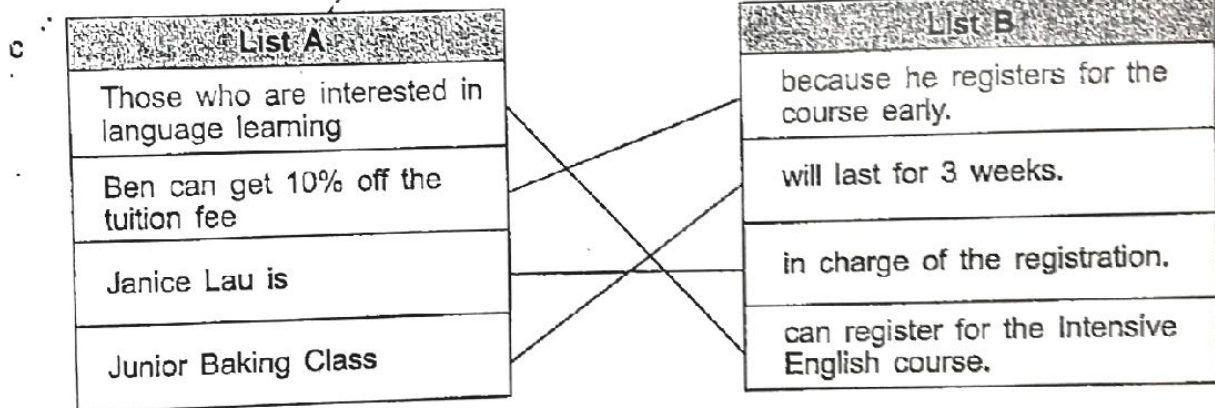 c
List A
Those who are interested in
language learning
Ben can get 10% off the
tuition fee
Janice Lau is
Junior Baking Class
List B
because he registers for the
course early.
will last for 3 weeks.
in charge of the registration.
can register for the Intensive
English course.